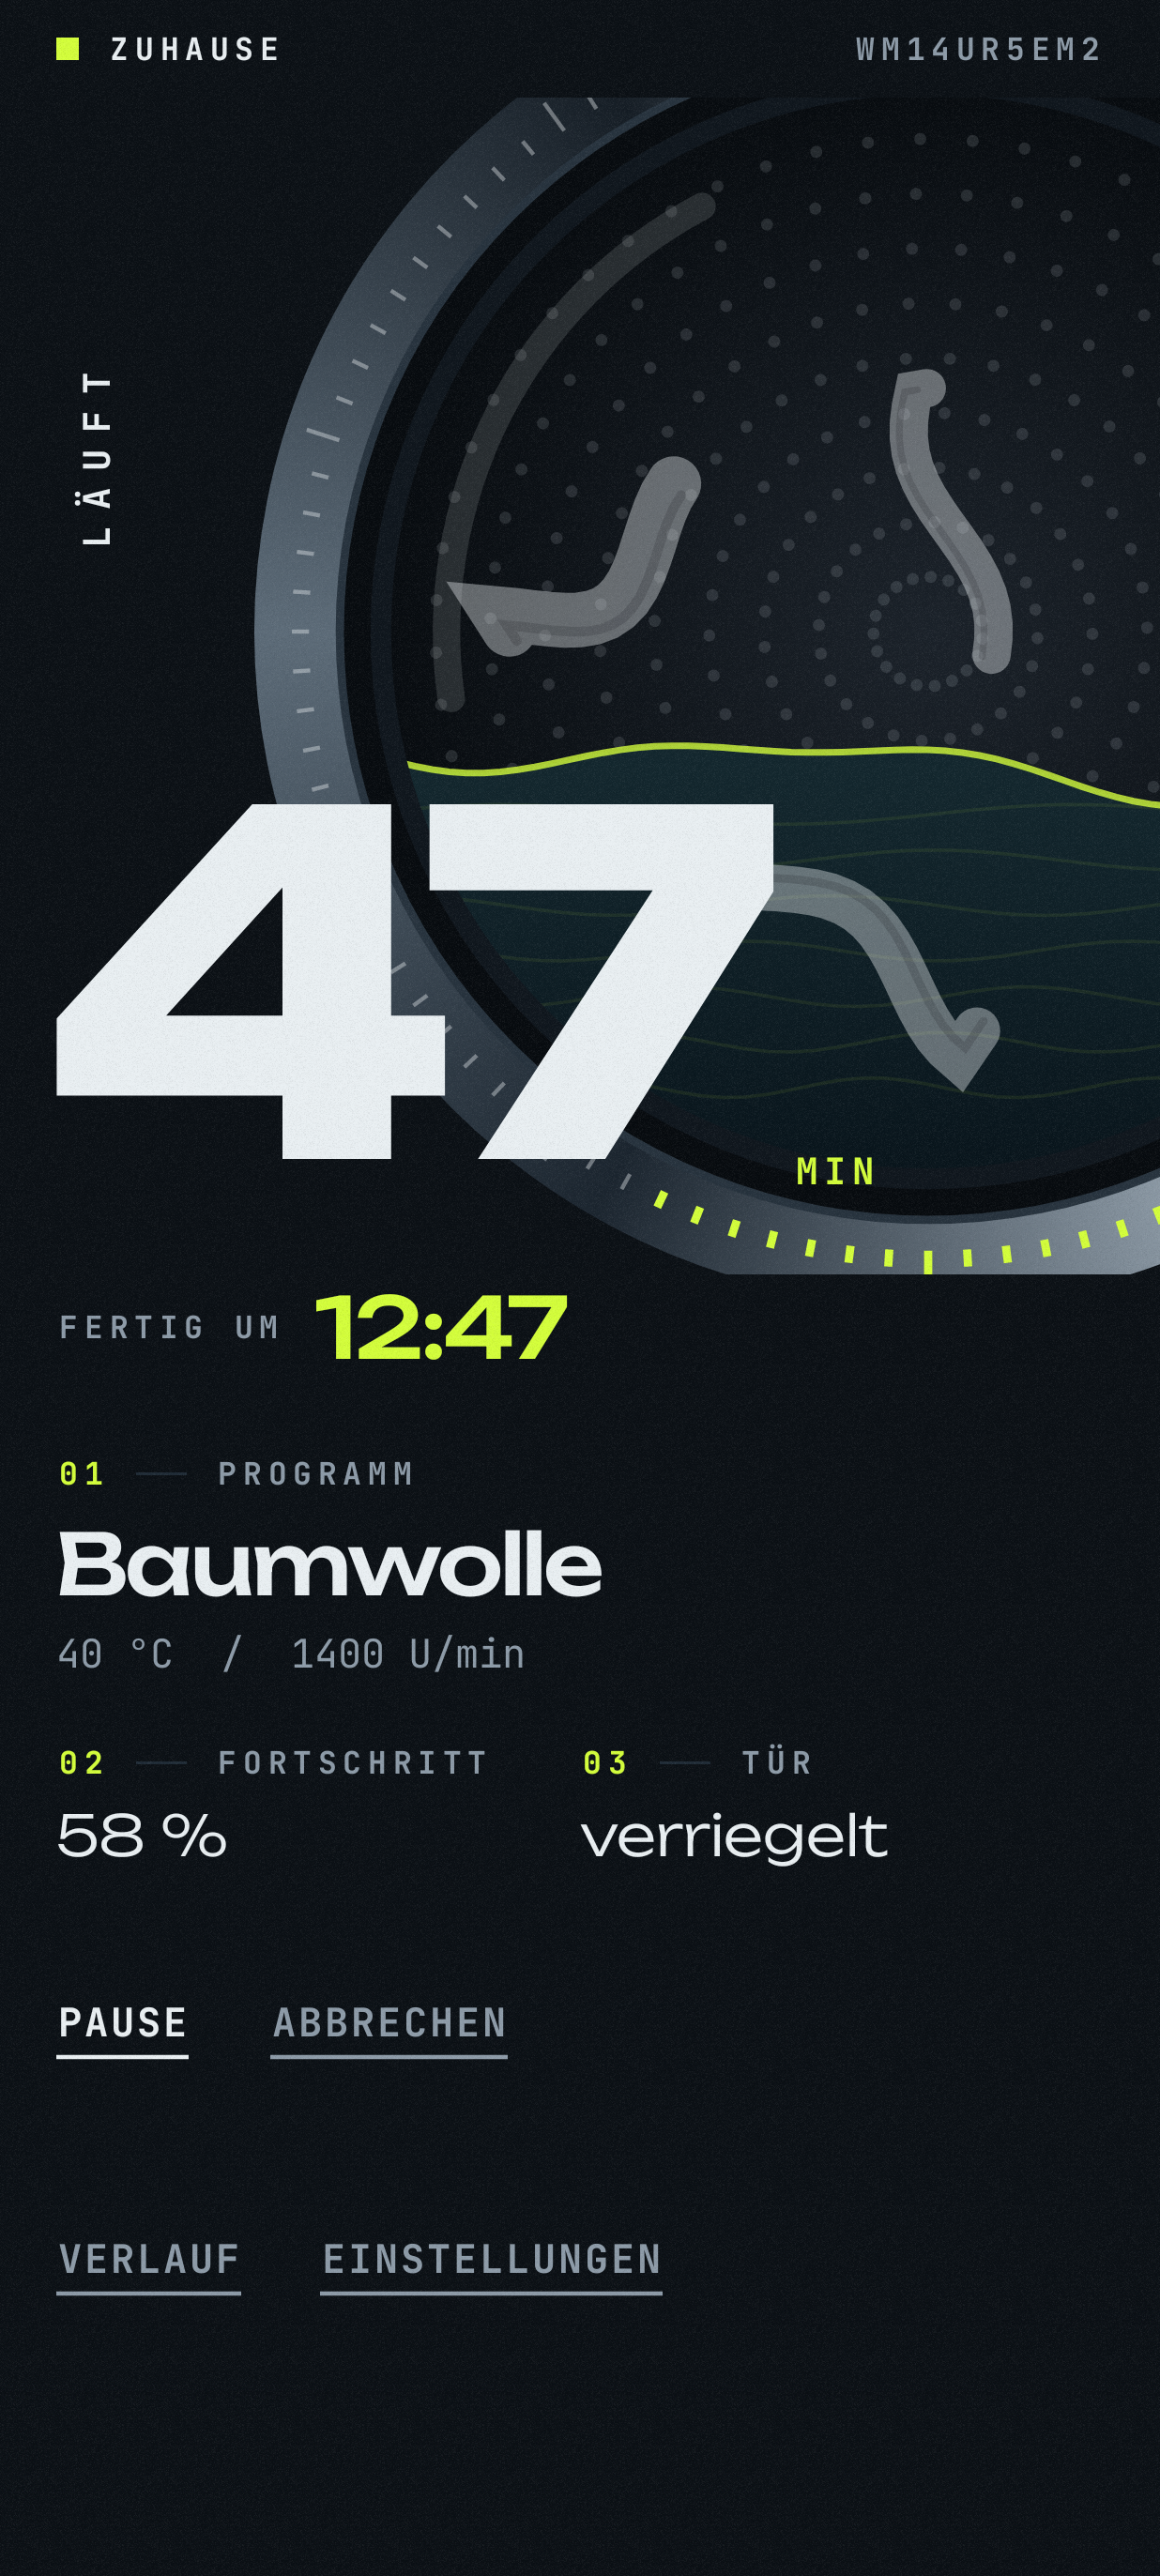 ZUHAUSE
WM14UR5EM2
LÄUFT
47
MIN
FERTIG UM 12:47
01 PROGRAMM
Baumwolle
40 °C / 1400 U/min
02 FORTSCHRITT
58 %
03 TÜR
verriegelt
PAUSE ABBRECHEN
VERLAUF EINSTELLUNGEN